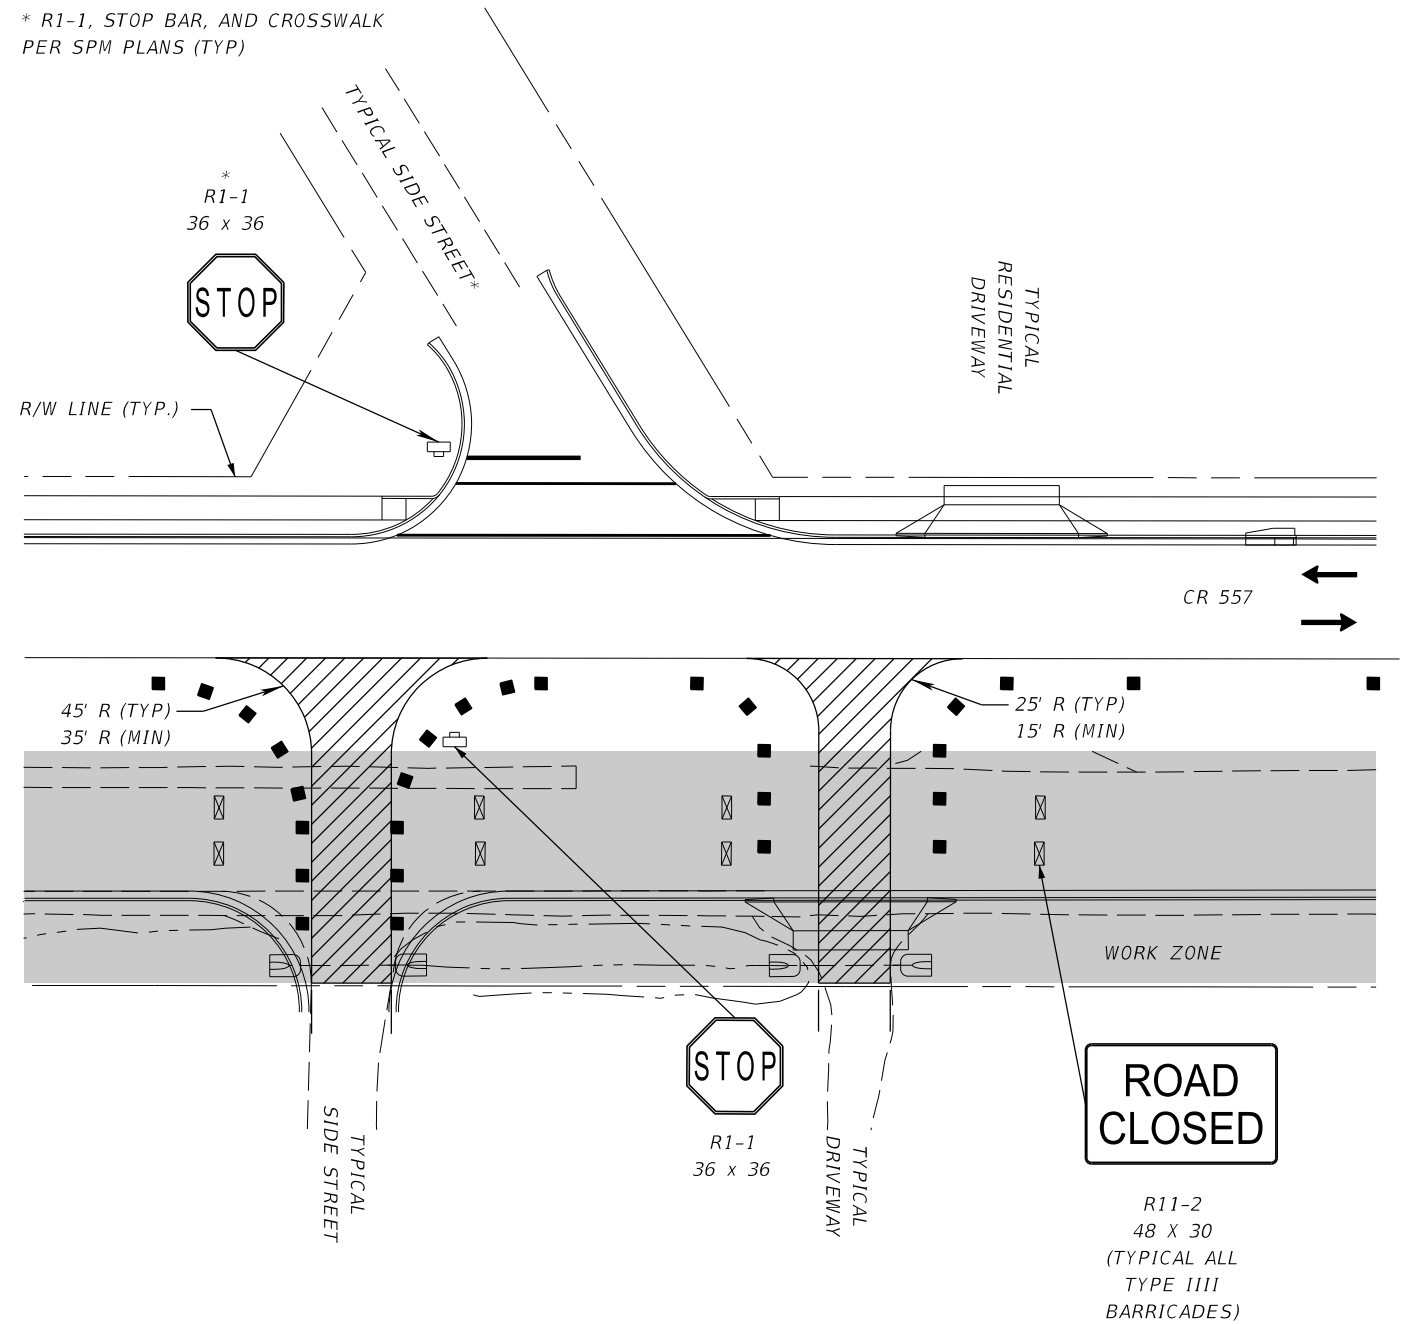 * R1-1, STOP BAR, AND CROSSWALK
PER SPM PLANS (TYP)
TYPICAL SIDE STREET*
*
R1-1
36 x 36
STOP
R/W LINE (TYP.)
TYPICAL
RESIDENTIAL
DRIVEWAY
CR 557
45' R (TYP)
35' R (MIN)
25' R (TYP)
15' R (MIN)
WORK ZONE
STOP
R1-1
36 x 36
TYPICAL
SIDE STREET
TYPICAL
DRIVEWAY
ROAD
CLOSED
R11-2
48 X 30
(TYPICAL ALL
TYPE IIII
BARRICADES)